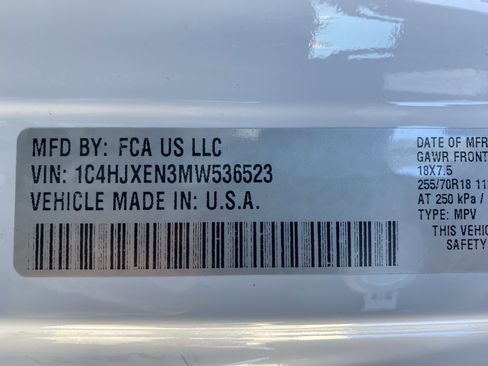 MFD BY: FCA US LLC
VIN: 1C4HJXEN3MW536523
VEHICLE MADE IN: U.S.A.
DATE OF MFR
GAWR FRONT
18X7.5
255/70R18 11
AT 250 kPa /
TYPE: MPV
THIS VEHIC
SAFETY